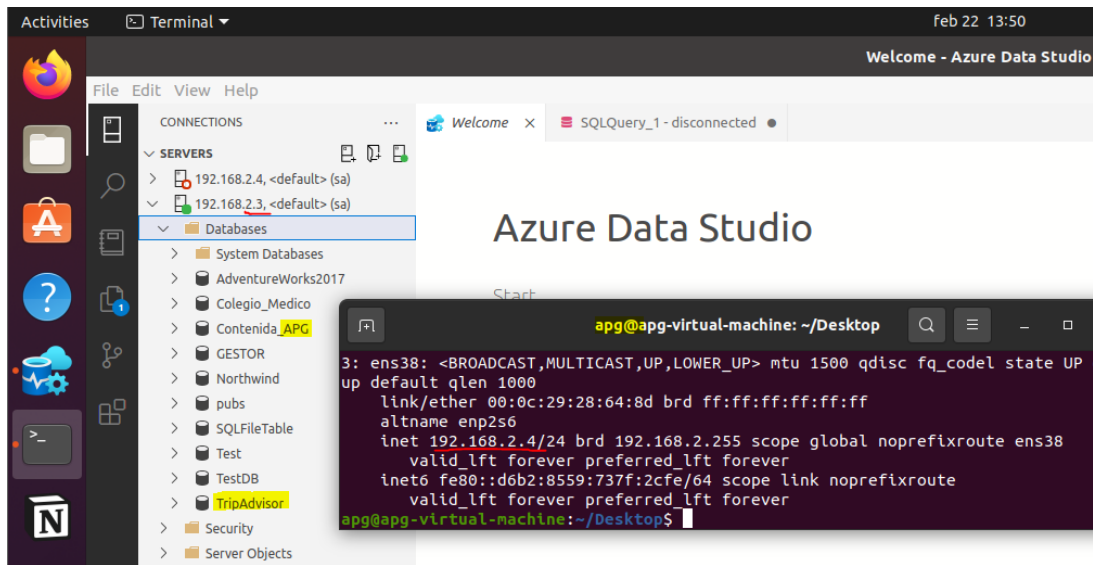 Activities
Terminal
feb 22 13:50
Welcome - Azure Data Studio
File Edit View Help
CONNECTIONS
...
Welcome
SQLQuery_1 - disconnected
SERVERS
192.168.2.4, <default> (sa)
192.168.2.3, <default> (sa)
Databases
System Databases
AdventureWorks2017
Colegio_Medico
Contenida_APG
GESTOR
Northwind
pubs
SQLFileTable
Test
TestDB
TripAdvisor
Security
Server Objects
1
Azure Data Studio
Start
apg@apg-virtual-machine: ~/Desktop
3: ens38: <BROADCAST,MULTICAST,UP,LOWER_UP> mtu 1500 qdisc fq_codel state UP
up default qlen 1000
link/ether 00:0c:29:28:64:8d brd ff:ff:ff:ff:ff:ff
altname enp2s6
inet 192.168.2.4/24 brd 192.168.2.255 scope global noprefixroute ens38
valid_lft forever preferred_lft forever
inet6 fe80::d6b2:8559:737f:2cfe/64 scope link noprefixroute
valid_lft forever preferred_lft forever
apg@apg-virtual-machine:~/Desktop$